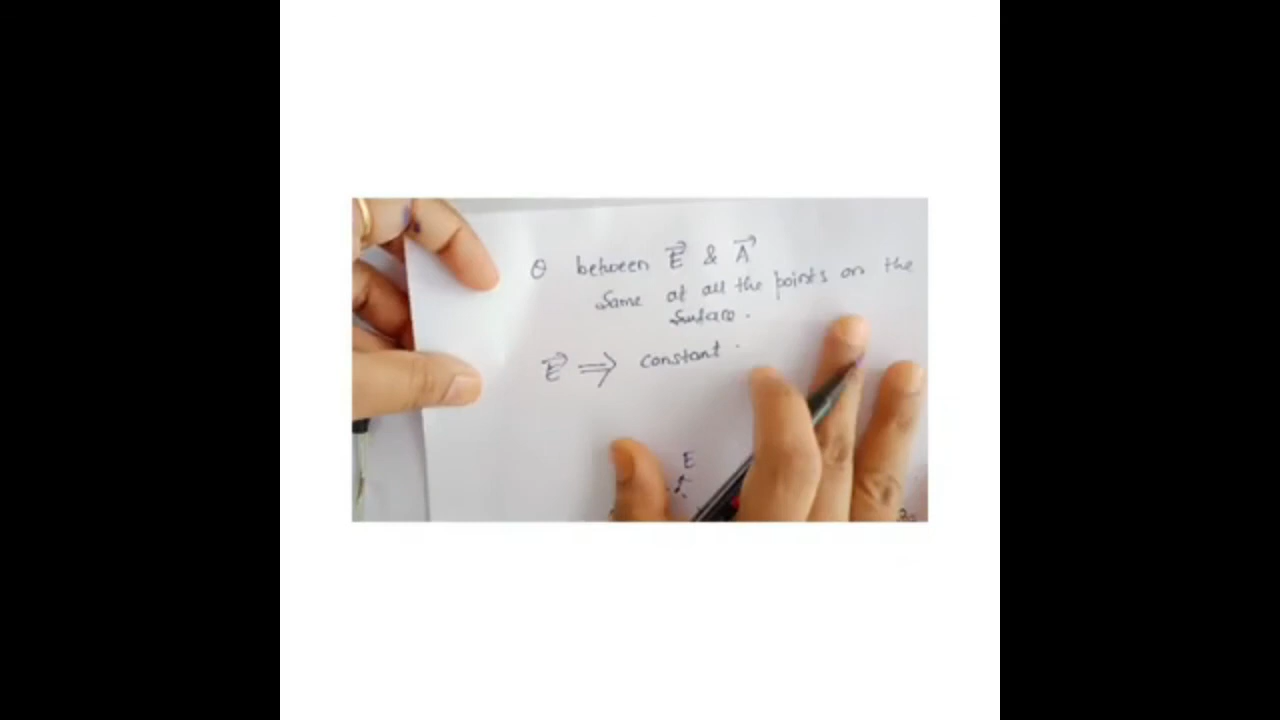 θ between E⃗ & A⃗
Same at all the points on the
Surface.
E⃗ ⇒ constant.
E